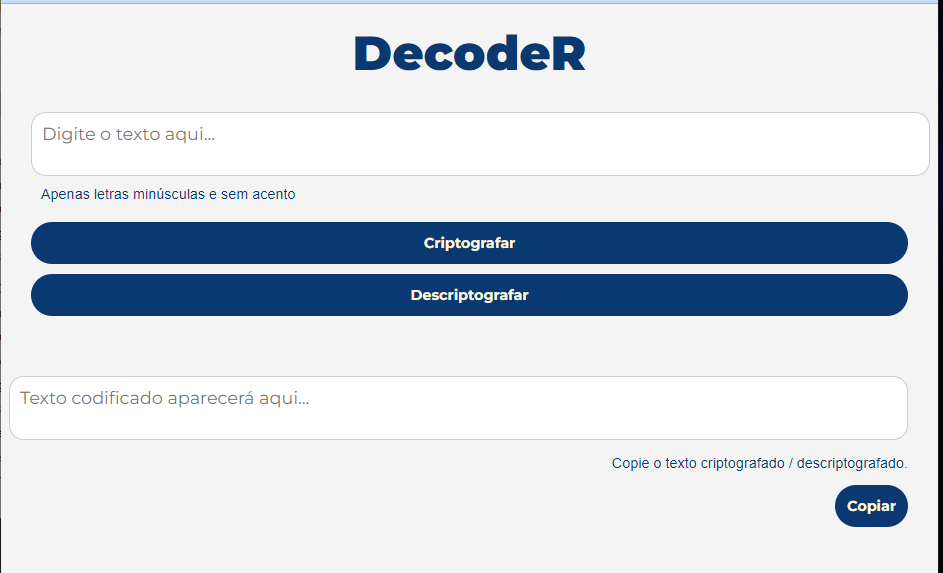 DecodeR
Digite o texto aqui...
Apenas letras minúsculas e sem acento
Criptografar
Descriptografar
Texto codificado aparecerá aqui...
Copie o texto criptografado / descriptografado.
Copiar